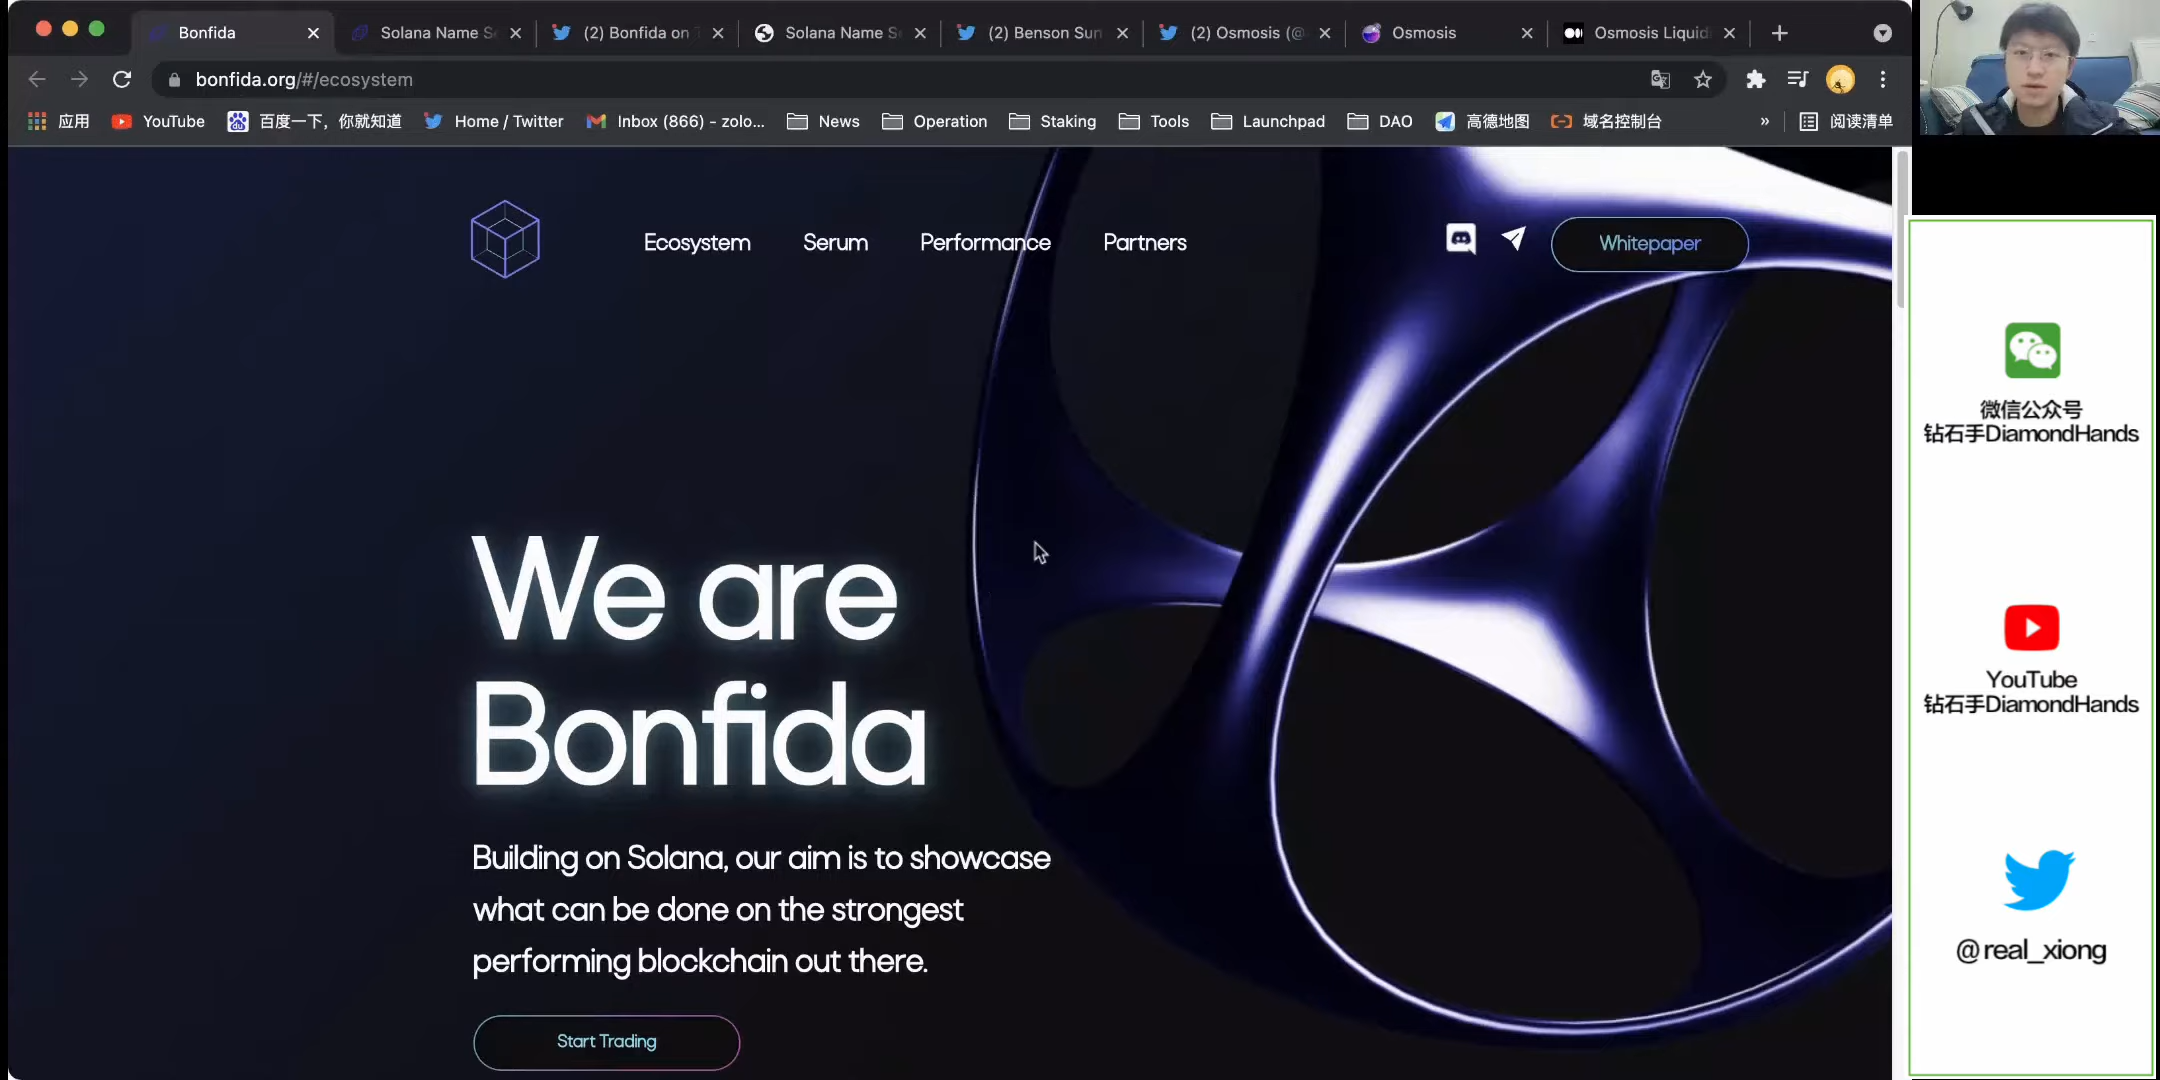 Bonfida
Solana Name Se
(2) Bonfida on T
Solana Name Se
(2) Benson Sun
(2) Osmosis (@
Osmosis
Osmosis Liquid
bonfida.org/#/ecosystem
应用
YouTube
百度一下，你就知道
Home / Twitter
Inbox (866) - zolo...
News
Operation
Staking
Tools
Launchpad
DAO
高德地图
域名控制台
»
阅读清单
Ecosystem
Serum
Performance
Partners
Whitepaper
We are
Bonfida
Building on Solana, our aim is to showcase
what can be done on the strongest
performing blockchain out there.
Start Trading
微信公众号
钻石手DiamondHands
YouTube
钻石手DiamondHands
@real_xiong